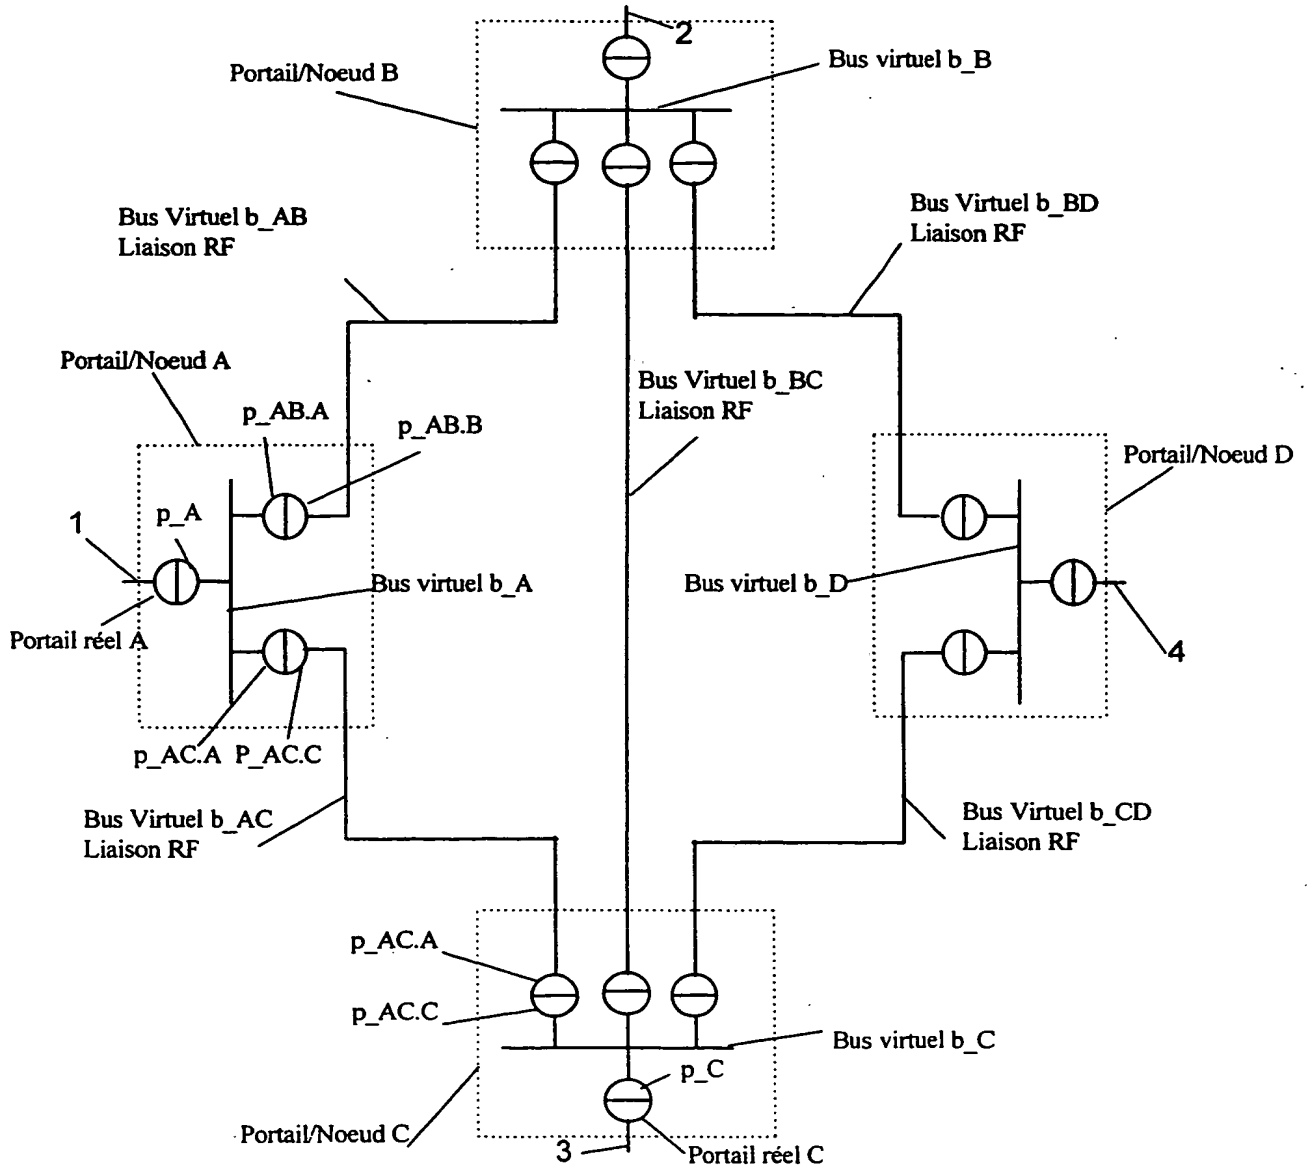 2
Portail/Noeud B
Bus virtuel b_B
Bus Virtuel b_AB
Liaison RF
Bus Virtuel b_BD
Liaison RF
Portail/Noeud A
Bus Virtuel b_BC
Liaison RF
p_AB.A
p_AB.B
Portail/Noeud D
1
p_A
Bus virtuel b_A
Bus virtuel b_D
Portail réel A
4
p_AC.A
P_AC.C
Bus Virtuel b_AC
Liaison RF
Bus Virtuel b_CD
Liaison RF
p_AC.A
p_AC.C
Bus virtuel b_C
p_C
Portail/Noeud C
3
Portail réel C